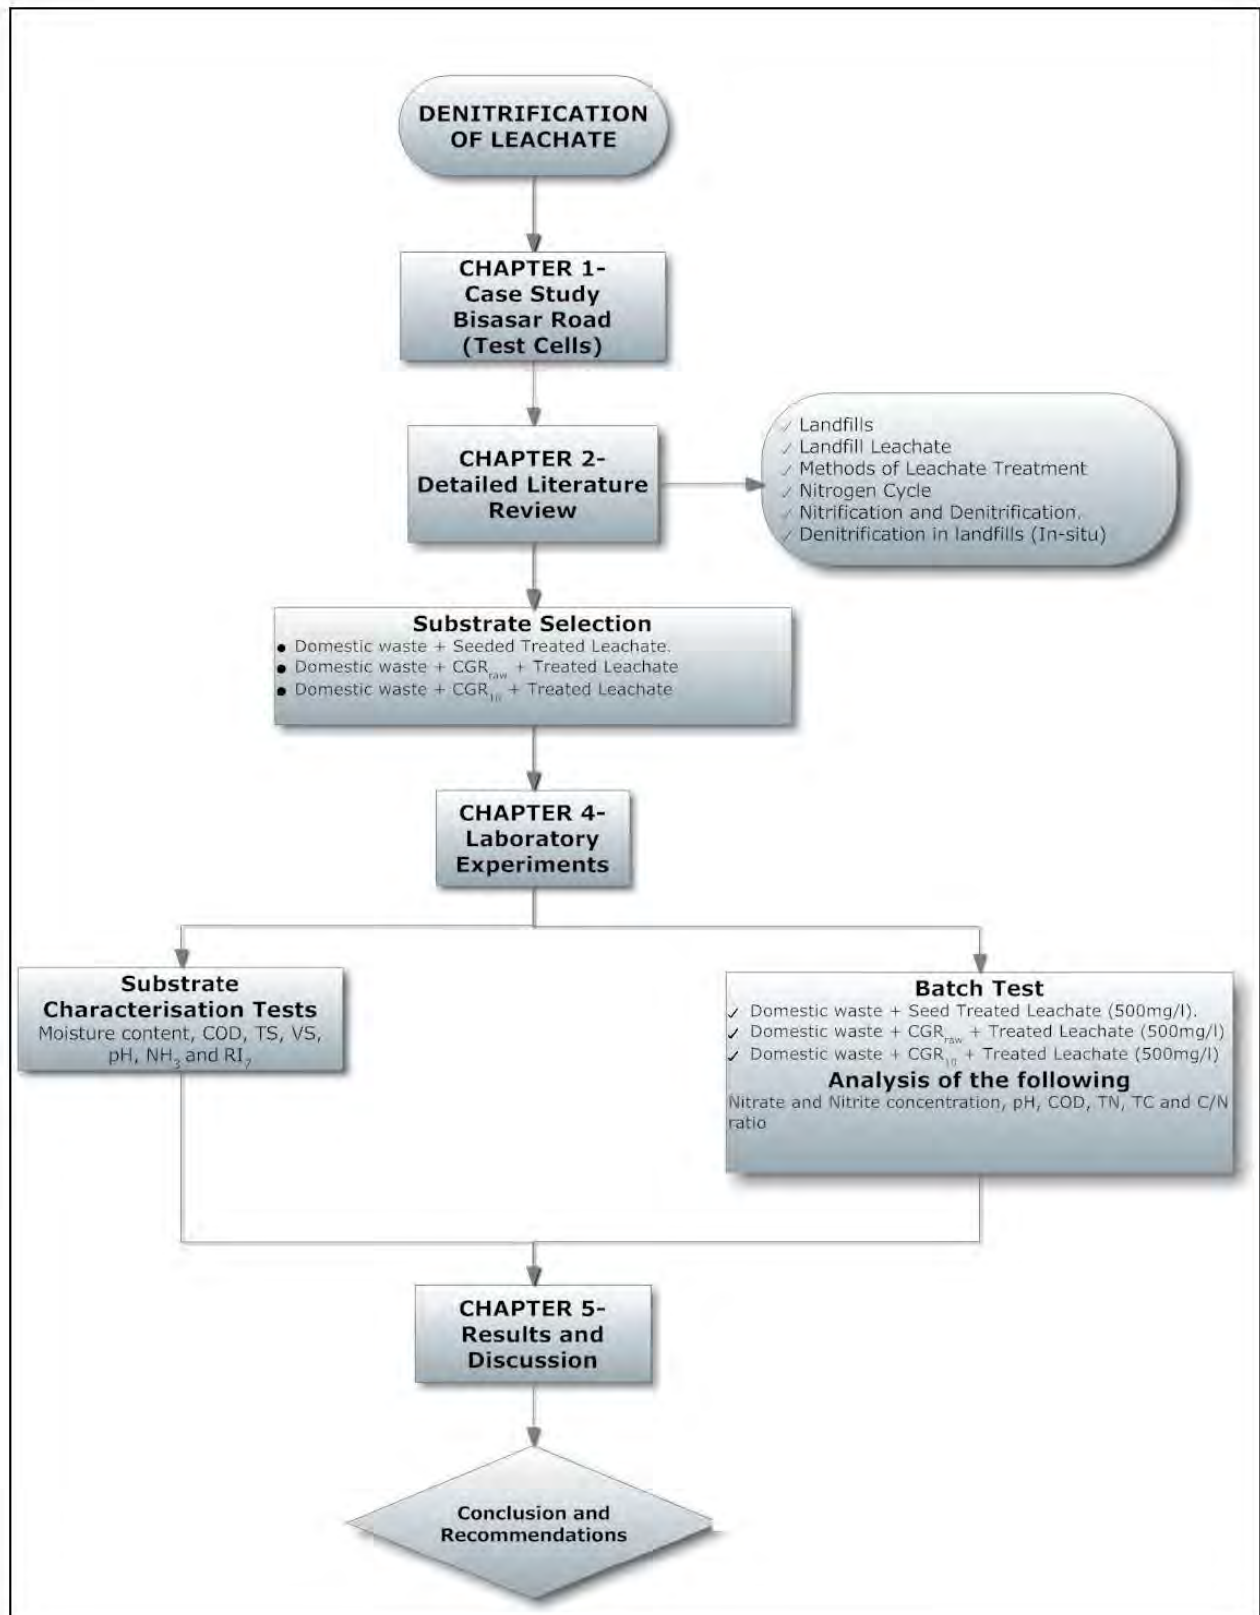 DENITRIFICATION
OF LEACHATE
CHAPTER 1-
Case Study
Bisasar Road
(Test Cells)
CHAPTER 2-
Detailed Literature
Review
✓ Landfills
✓ Landfill Leachate
✓ Methods of Leachate Treatment
✓ Nitrogen Cycle
✓ Nitrification and Denitrification.
✓ Denitrification in landfills (In-situ)
Substrate Selection
● Domestic waste + Seeded Treated Leachate.
● Domestic waste + CGRraw + Treated Leachate
● Domestic waste + CGR10 + Treated Leachate
CHAPTER 4-
Laboratory
Experiments
Substrate
Characterisation Tests
Moisture content, COD, TS, VS,
pH, NH3 and RI7
Batch Test
✓ Domestic waste + Seed Treated Leachate (500mg/l).
✓ Domestic waste + CGRraw + Treated Leachate (500mg/l)
✓ Domestic waste + CGR10 + Treated Leachate (500mg/l)
Analysis of the following
Nitrate and Nitrite concentration, pH, COD, TN, TC and C/N
ratio
CHAPTER 5-
Results and
Discussion
Conclusion and
Recommendations